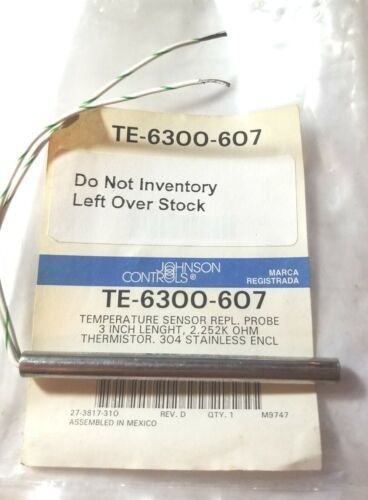 TE-6300-607
Do Not Inventory
Left Over Stock
JOHNSON
CONTROLS®
MARCA
REGISTRADA
TE-6300-607
TEMPERATURE SENSOR REPL. PROBE
3 INCH LENGHT, 2.252K OHM
THERMISTOR. 304 STAINLESS ENCL
27-3817-310 REV. D QTY. 1 M9747
ASSEMBLED IN MEXICO